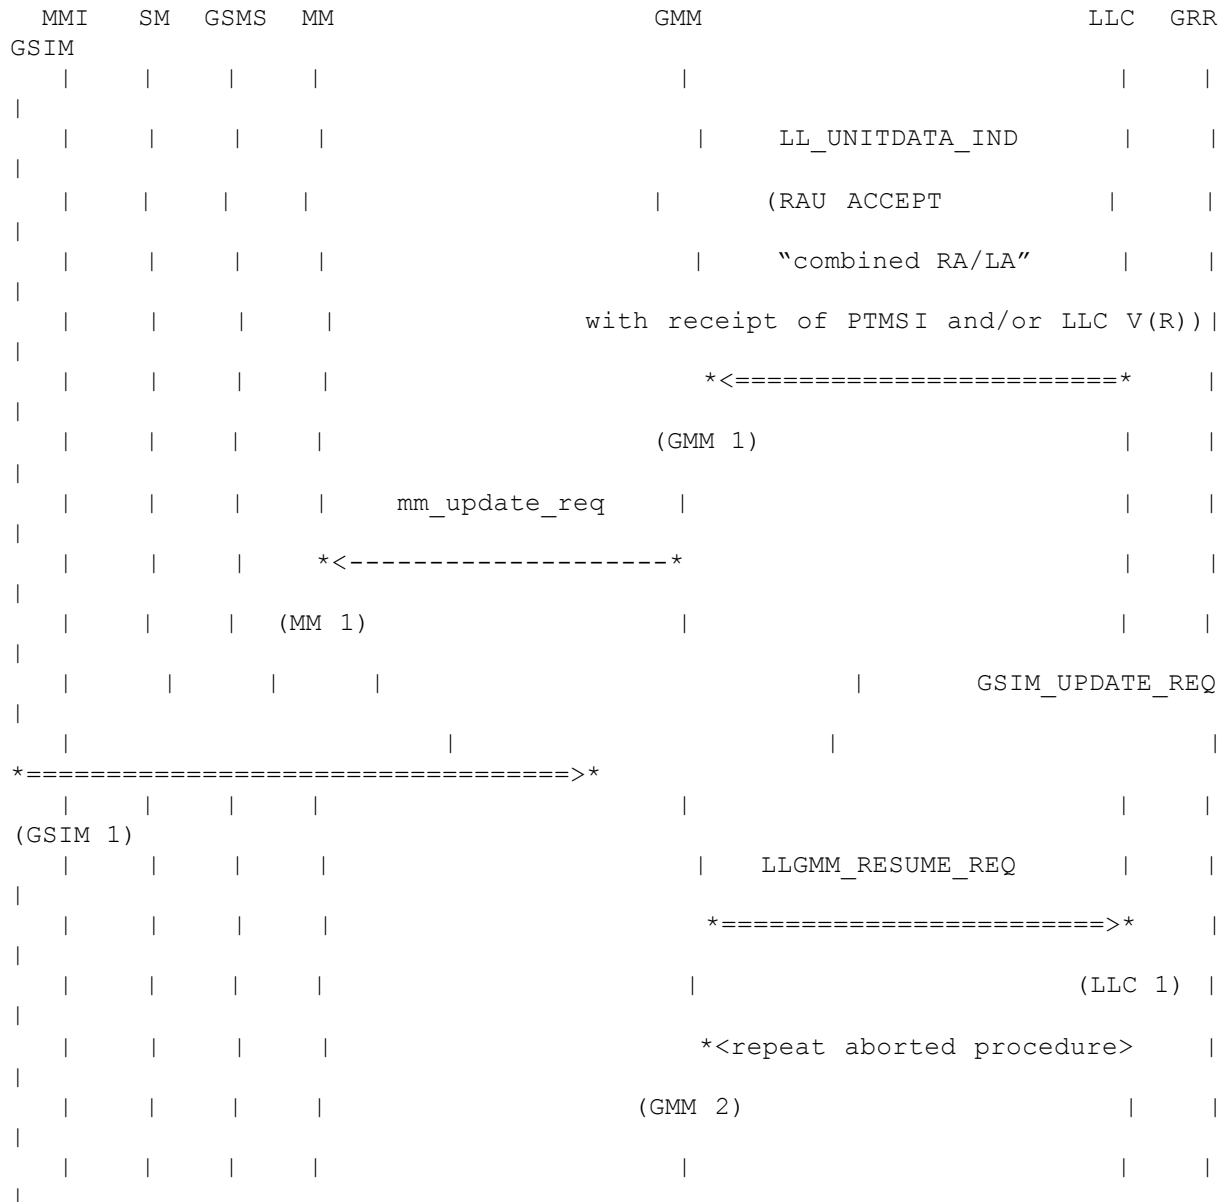 MMI SM GSMS MM GMM LLC GRR
GSIM
| | | | | | |
|
| | | | | LL_UNITDATA_IND | |
|
| | | | | (RAU ACCEPT | |
|
| | | | | “combined RA/LA” | |
|
| | | | with receipt of PTMSI and/or LLC V(R))|
|
| | | | *<========================* |
|
| | | | (GMM 1) | |
|
| | | | mm_update_req | | |
|
| | | *<--------------------* | |
|
| | | (MM 1) | | |
|
| | | | | GSIM_UPDATE_REQ
|
| | | |
*==================================>*
| | | | | | |
(GSIM 1)
| | | | | LLGMM_RESUME_REQ | |
|
| | | | *========================>* |
|
| | | | | (LLC 1) |
|
| | | | *<repeat aborted procedure> |
|
| | | | (GMM 2) | |
|
| | | | | | |
|